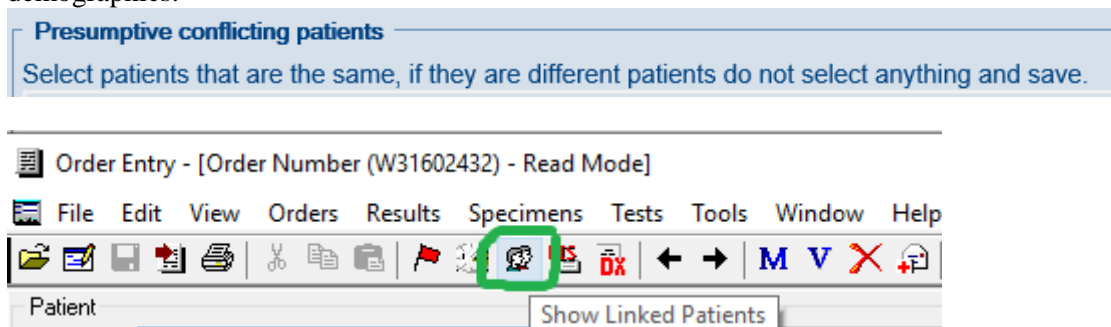 demographics.
Presumptive conflicting patients
Select patients that are the same, if they are different patients do not select anything and save.
Order Entry - [Order Number (W31602432) - Read Mode]
File Edit View Orders Results Specimens Tests Tools Window Help
DX M V
Patient
Show Linked Patients